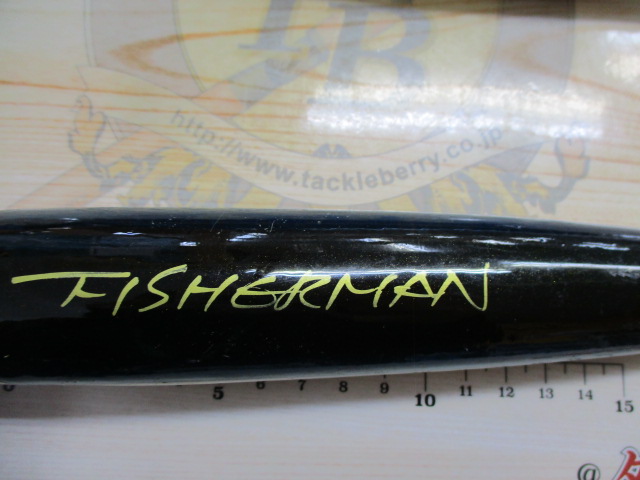 TB
http://www.tackleberry.co.jp
FISHERMAN
5 6 7 8 9 10 11 12 13 14 15
@